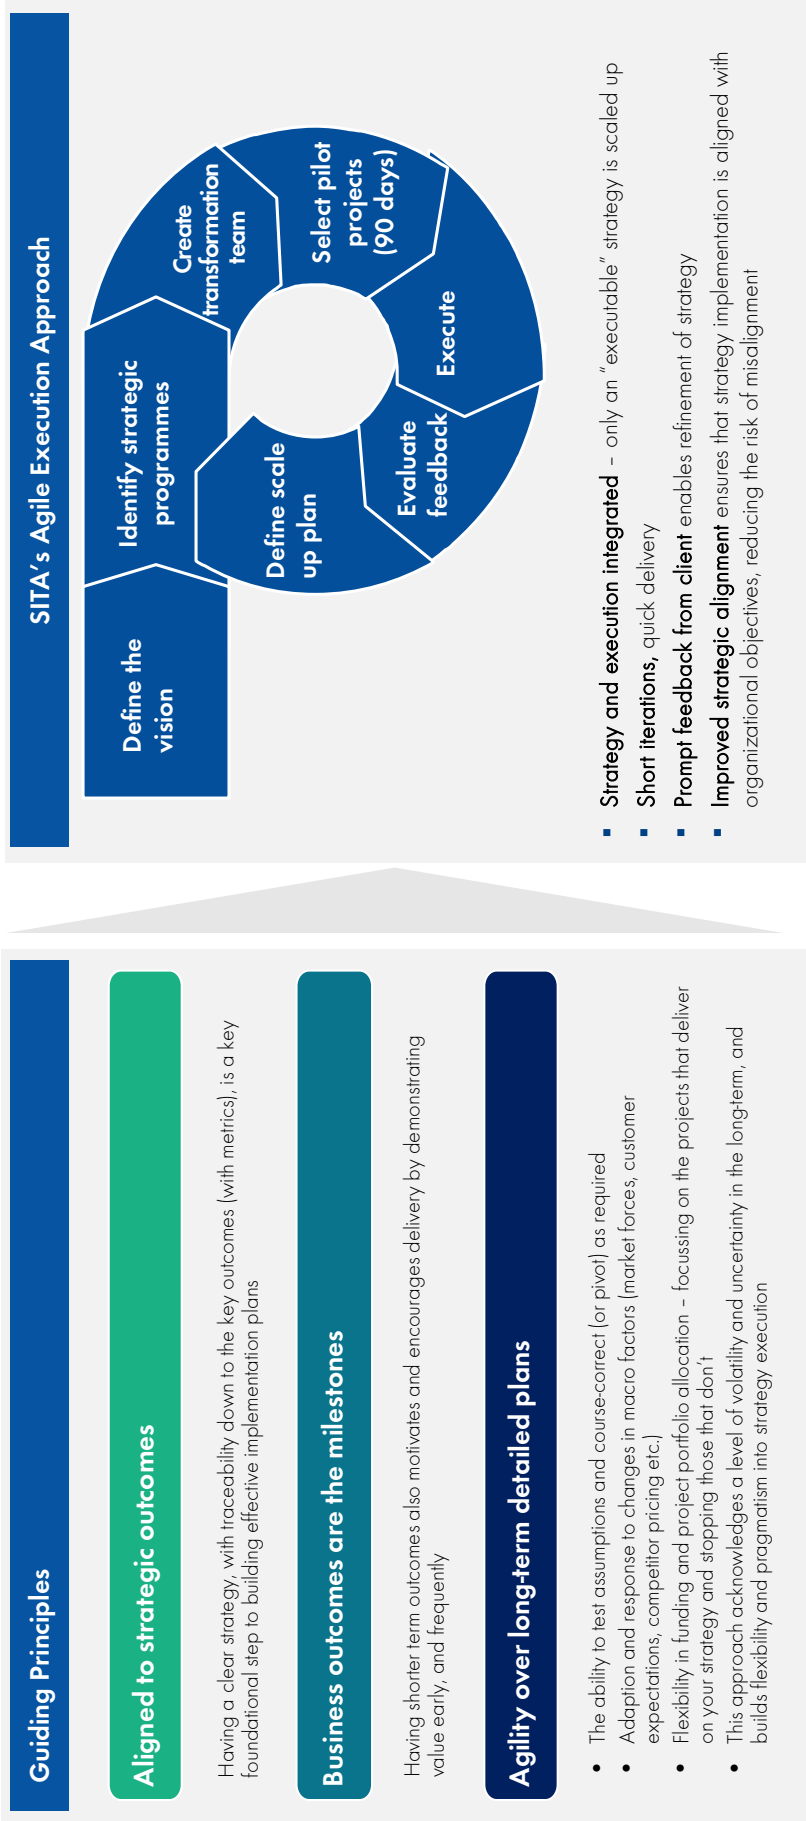 Guiding Principles
Aligned to strategic outcomes
Having a clear strategy, with traceability down to the key outcomes (with metrics), is a key
foundational step to building effective implementation plans
Business outcomes are the milestones
Having shorter term outcomes also motivates and encourages delivery by demonstrating
value early, and frequently
Agility over long-term detailed plans
• The ability to test assumptions and course-correct (or pivot) as required
• Adaption and response to changes in macro factors (market forces, customer
expectations, competitor pricing etc.)
• Flexibility in funding and project portfolio allocation – focussing on the projects that deliver
on your strategy and stopping those that don't
• This approach acknowledges a level of volatility and uncertainty in the long-term, and
builds flexibility and pragmatism into strategy execution
SITA's Agile Execution Approach
Define the
vision
Identify strategic
programmes
Create
transformation
team
Select pilot
projects
(90 days)
Execute
Evaluate
feedback
Define scale
up plan
▪ Strategy and execution integrated – only an "executable" strategy is scaled up
▪ Short iterations, quick delivery
▪ Prompt feedback from client enables refinement of strategy
▪ Improved strategic alignment ensures that strategy implementation is aligned with
organizational objectives, reducing the risk of misalignment